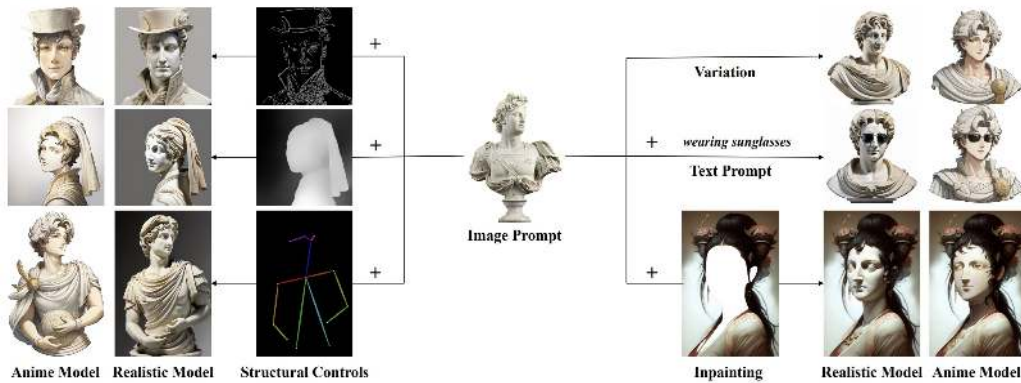 +
Variation
+
+
wearing sunglasses
+
Text Prompt
Image Prompt
+
+
Anime Model
Realistic Model
Structural Controls
Inpainting
Realistic Model
Anime Model